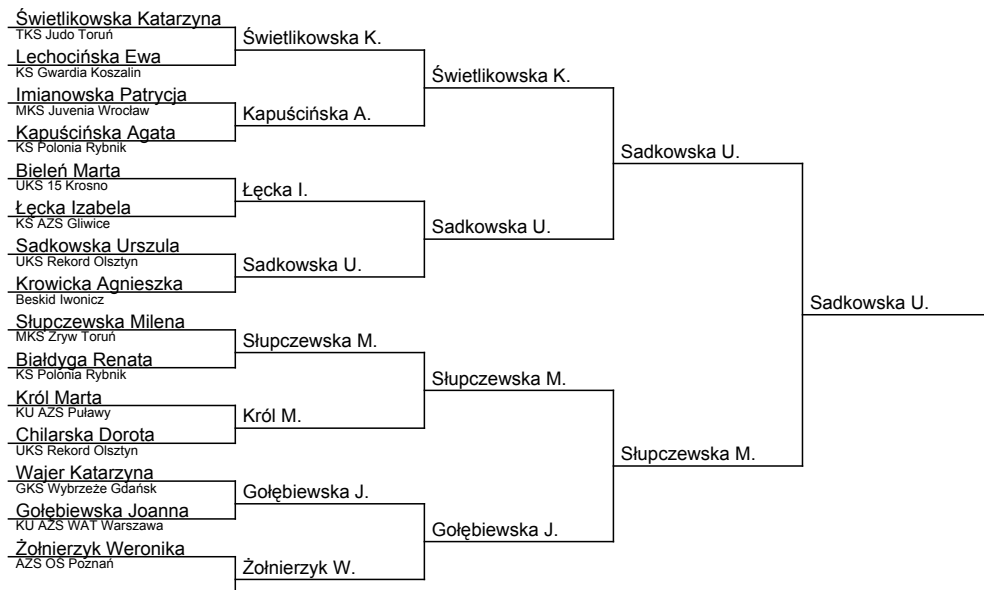 Świetlikowska Katarzyna
TKS Judo Toruń
Lechocińska Ewa
KS Gwardia Koszalin
Imianowska Patrycja
MKS Juvenia Wrocław
Kapuścińska Agata
KS Polonia Rybnik
Bieleń Marta
UKS 15 Krosno
Łęcka Izabela
KS AZS Gliwice
Sadkowska Urszula
UKS Rekord Olsztyn
Krowicka Agnieszka
Beskid Iwonicz
Słupczewska Milena
MKS Zryw Toruń
Białdyga Renata
KS Polonia Rybnik
Król Marta
KU AZS Puławy
Chilarska Dorota
UKS Rekord Olsztyn
Wajer Katarzyna
GKS Wybrzeże Gdańsk
Gołębiewska Joanna
KU AZS WAT Warszawa
Żołnierzyk Weronika
AZS OŚ Poznań
Świetlikowska K.
Kapuścińska A.
Łęcka I.
Sadkowska U.
Słupczewska M.
Król M.
Gołębiewska J.
Żołnierzyk W.
Świetlikowska K.
Sadkowska U.
Słupczewska M.
Gołębiewska J.
Sadkowska U.
Słupczewska M.
Sadkowska U.